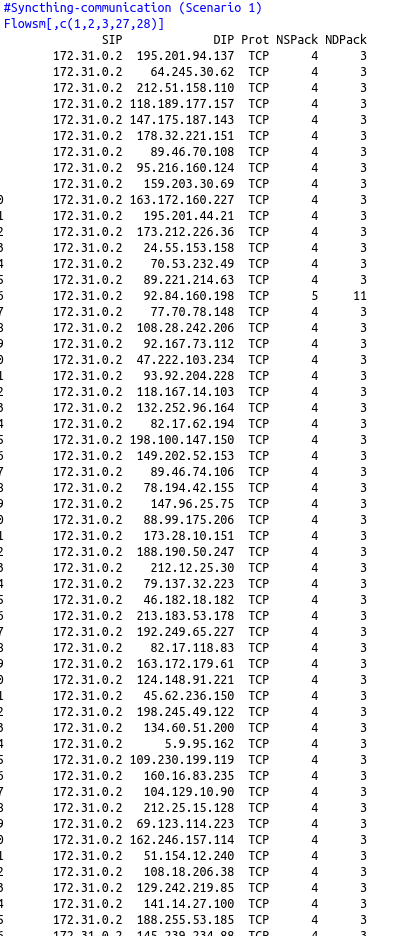 #Syncthing-communication (Scenario 1)
Flowsm[,c(1,2,3,27,28)]
SIP DIP Prot NSPack NDPack
172.31.0.2 195.201.94.137 TCP 4 3
172.31.0.2 64.245.30.62 TCP 4 3
172.31.0.2 212.51.158.110 TCP 4 3
172.31.0.2 118.189.177.157 TCP 4 3
172.31.0.2 147.175.187.143 TCP 4 3
172.31.0.2 178.32.221.151 TCP 4 3
172.31.0.2 89.46.70.108 TCP 4 3
172.31.0.2 95.216.160.124 TCP 4 3
172.31.0.2 159.203.30.69 TCP 4 3
0 172.31.0.2 163.172.160.227 TCP 4 3
1 172.31.0.2 195.201.44.21 TCP 4 3
2 172.31.0.2 173.212.226.36 TCP 4 3
3 172.31.0.2 24.55.153.158 TCP 4 3
4 172.31.0.2 70.53.232.49 TCP 4 3
5 172.31.0.2 89.221.214.63 TCP 4 3
6 172.31.0.2 92.84.160.198 TCP 5 11
7 172.31.0.2 77.70.78.148 TCP 4 3
8 172.31.0.2 108.28.242.206 TCP 4 3
9 172.31.0.2 92.167.73.112 TCP 4 3
0 172.31.0.2 47.222.103.234 TCP 4 3
1 172.31.0.2 93.92.204.228 TCP 4 3
2 172.31.0.2 118.167.14.103 TCP 4 3
3 172.31.0.2 132.252.96.164 TCP 4 3
4 172.31.0.2 82.17.62.194 TCP 4 3
5 172.31.0.2 198.100.147.150 TCP 4 3
6 172.31.0.2 149.202.52.153 TCP 4 3
7 172.31.0.2 89.46.74.106 TCP 4 3
8 172.31.0.2 78.194.42.155 TCP 4 3
9 172.31.0.2 147.96.25.75 TCP 4 3
0 172.31.0.2 88.99.175.206 TCP 4 3
1 172.31.0.2 173.28.10.151 TCP 4 3
2 172.31.0.2 188.190.50.247 TCP 4 3
3 172.31.0.2 212.12.25.30 TCP 4 3
4 172.31.0.2 79.137.32.223 TCP 4 3
5 172.31.0.2 46.182.18.182 TCP 4 3
6 172.31.0.2 213.183.53.178 TCP 4 3
7 172.31.0.2 192.249.65.227 TCP 4 3
8 172.31.0.2 82.17.118.83 TCP 4 3
9 172.31.0.2 163.172.179.61 TCP 4 3
0 172.31.0.2 124.148.91.221 TCP 4 3
1 172.31.0.2 45.62.236.150 TCP 4 3
2 172.31.0.2 198.245.49.122 TCP 4 3
3 172.31.0.2 134.60.51.200 TCP 4 3
4 172.31.0.2 5.9.95.162 TCP 4 3
5 172.31.0.2 109.230.199.119 TCP 4 3
6 172.31.0.2 160.16.83.235 TCP 4 3
7 172.31.0.2 104.129.10.90 TCP 4 3
8 172.31.0.2 212.25.15.128 TCP 4 3
9 172.31.0.2 69.123.114.223 TCP 4 3
0 172.31.0.2 162.246.157.114 TCP 4 3
1 172.31.0.2 51.154.12.240 TCP 4 3
2 172.31.0.2 108.18.206.38 TCP 4 3
3 172.31.0.2 129.242.219.85 TCP 4 3
4 172.31.0.2 141.14.27.100 TCP 4 3
5 172.31.0.2 188.255.53.185 TCP 4 3
6 172.31.0.2 145.239.234.88 TCP 4 3